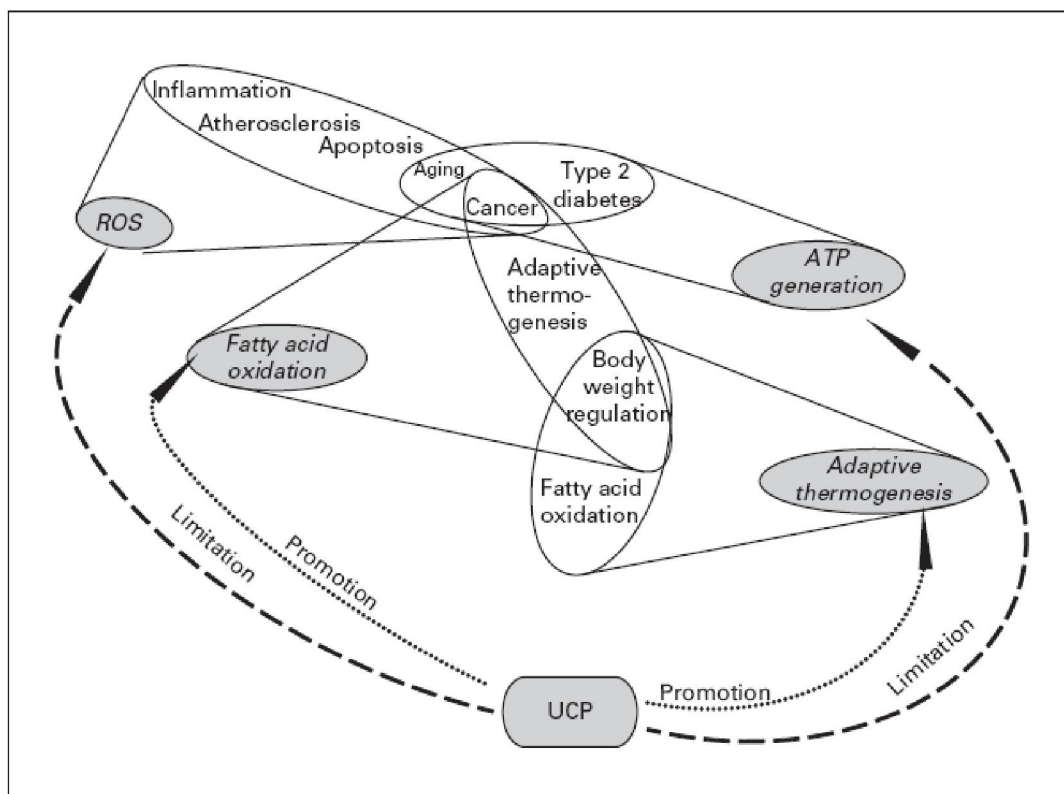 Inflammation
Atherosclerosis
Apoptosis
Aging
Type 2
diabetes
Cancer
ROS
ATP
generation
Adaptive
thermo-
genesis
Fatty acid
oxidation
Body
weight
regulation
Adaptive
thermogenesis
Fatty acid
oxidation
Limitation
Promotion
Promotion
Limitation
UCP